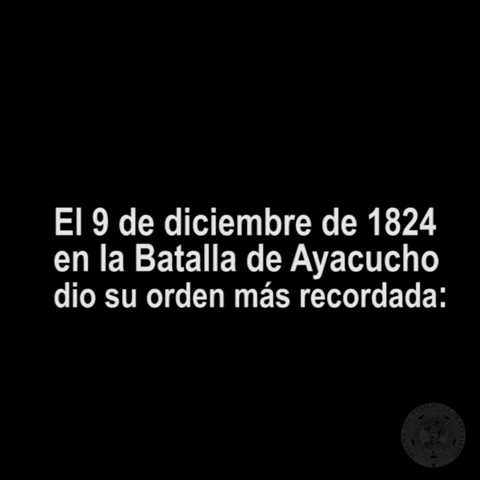 El 9 de diciembre de 1824
en la Batalla de Ayacucho
dio su orden más recordada: